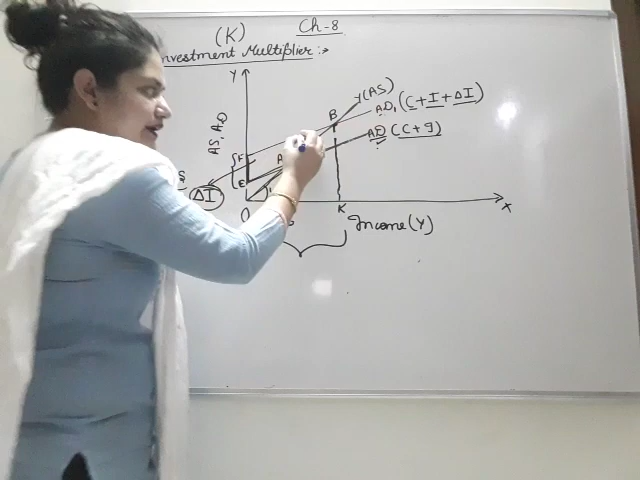 (K) Ch-8
Investment Multiplier :→
Y
Y(AS)
B
AD₁ (C+I+ΔI)
AD (C+I)
AS, AD
F
E
A
ΔI
O
K
X
Income (Y)